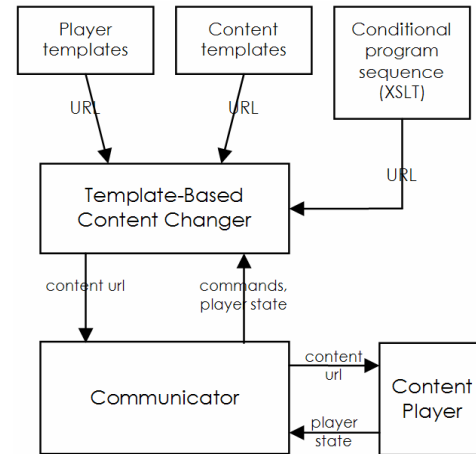 Player
templates
Content
templates
Conditional
program
sequence
(XSLT)
URL
URL
URL
Template-Based
Content Changer
content url
commands,
player state
Communicator
content
url
player
state
Content
Player